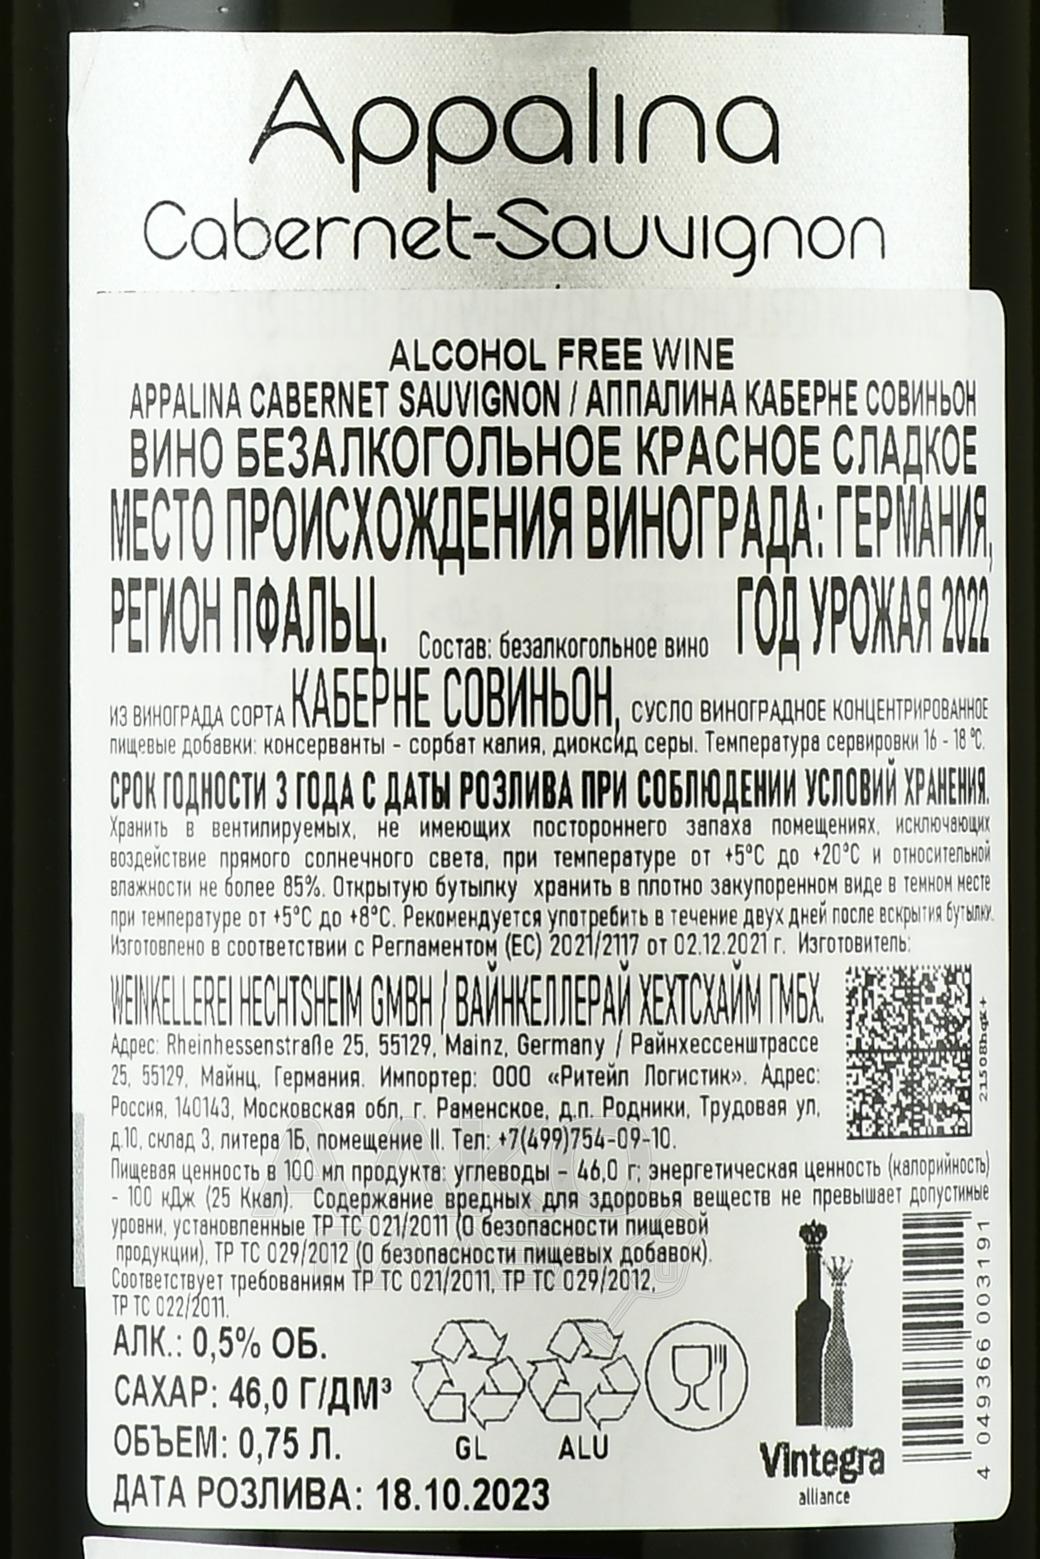 Appalina
Cabernet-Sauvignon
ALCOHOL FREE WINE
APPALINA CABERNET SAUVIGNON / АППАЛИНА КАБЕРНЕ СОВИНЬОН
ВИНО БЕЗАЛКОГОЛЬНОЕ КРАСНОЕ СЛАДКОЕ
МЕСТО ПРОИСХОЖДЕНИЯ ВИНОГРАДА: ГЕРМАНИЯ,
РЕГИОН ПФАЛЬЦ. Состав: безалкогольное вино ГОД УРОЖАЯ 2022
ИЗ ВИНОГРАДА СОРТА КАБЕРНЕ СОВИНЬОН, СУСЛО ВИНОГРАДНОЕ КОНЦЕНТРИРОВАННОЕ
пищевые добавки: консерванты - сорбат калия, диоксид серы. Температура сервировки 16 - 18 °С.
СРОК ГОДНОСТИ 3 ГОДА С ДАТЫ РОЗЛИВА ПРИ СОБЛЮДЕНИИ УСЛОВИЙ ХРАНЕНИЯ.
Хранить в вентилируемых, не имеющих постороннего запаха помещениях, исключающих
воздействие прямого солнечного света, при температуре от +5°С до +20°С и относительной
влажности не более 85%. Открытую бутылку хранить в плотно закупоренном виде в темном месте
при температуре от +5°С до +8°С. Рекомендуется употребить в течение двух дней после вскрытия бутылки.
Изготовлено в соответствии с Регламентом (ЕС) 2021/2117 от 02.12.2021 г. Изготовитель:
WEINKELLEREI HECHTSHEIM GMBH / ВАЙНКЕЛЛЕРАЙ ХЕХТСХАЙМ ГМБХ.
Адрес: Rheinhessenstraße 25, 55129, Mainz, Germany / Райнхессенштрассе
25, 55129, Майнц, Германия. Импортер: ООО «Ритейл Логистик». Адрес:
Россия, 140143, Московская обл, г. Раменское, д.п. Родники, Трудовая ул,
д.10, склад 3, литера 1Б, помещение II. Тел: +7(499)754-09-10.
Пищевая ценность в 100 мл продукта: углеводы - 46,0 г; энергетическая ценность (калорийность)
- 100 кДж (25 Ккал). Содержание вредных для здоровья веществ не превышает допустимые
уровни, установленные ТР ТС 021/2011 (О безопасности пищевой
продукции), ТР ТС 029/2012 (О безопасности пищевых добавок).
Соответствует требованиям ТР ТС 021/2011, ТР ТС 029/2012,
ТР ТС 022/2011.
АЛК.: 0,5% ОБ.
САХАР: 46,0 Г/ДМ³
ОБЪЕМ: 0,75 Л.
ДАТА РОЗЛИВА: 18.10.2023
GL
ALU
Vintegra
alliance
4 049366 003191